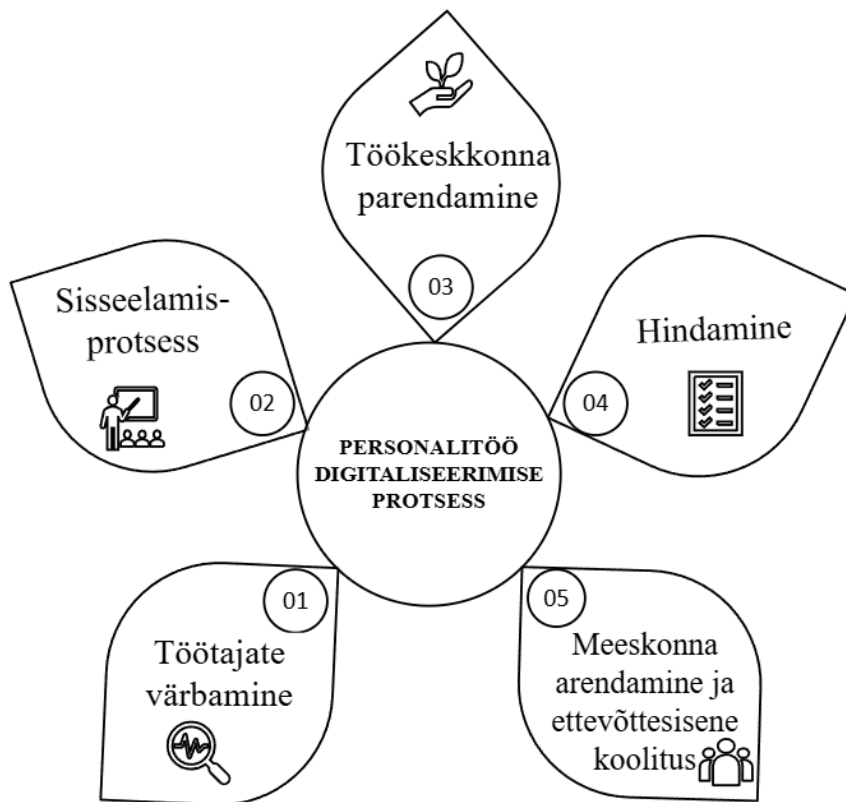 Töökeskkonna
parendamine
03
Sisseelamis-
protsess
02
Hindamine
04
PERSONALITÖÖ
DIGITALISEERIMISE
PROTSESS
01
Töötajate
värbamine
05
Meeskonna
arendamine ja
ettevõttesisene
koolitus